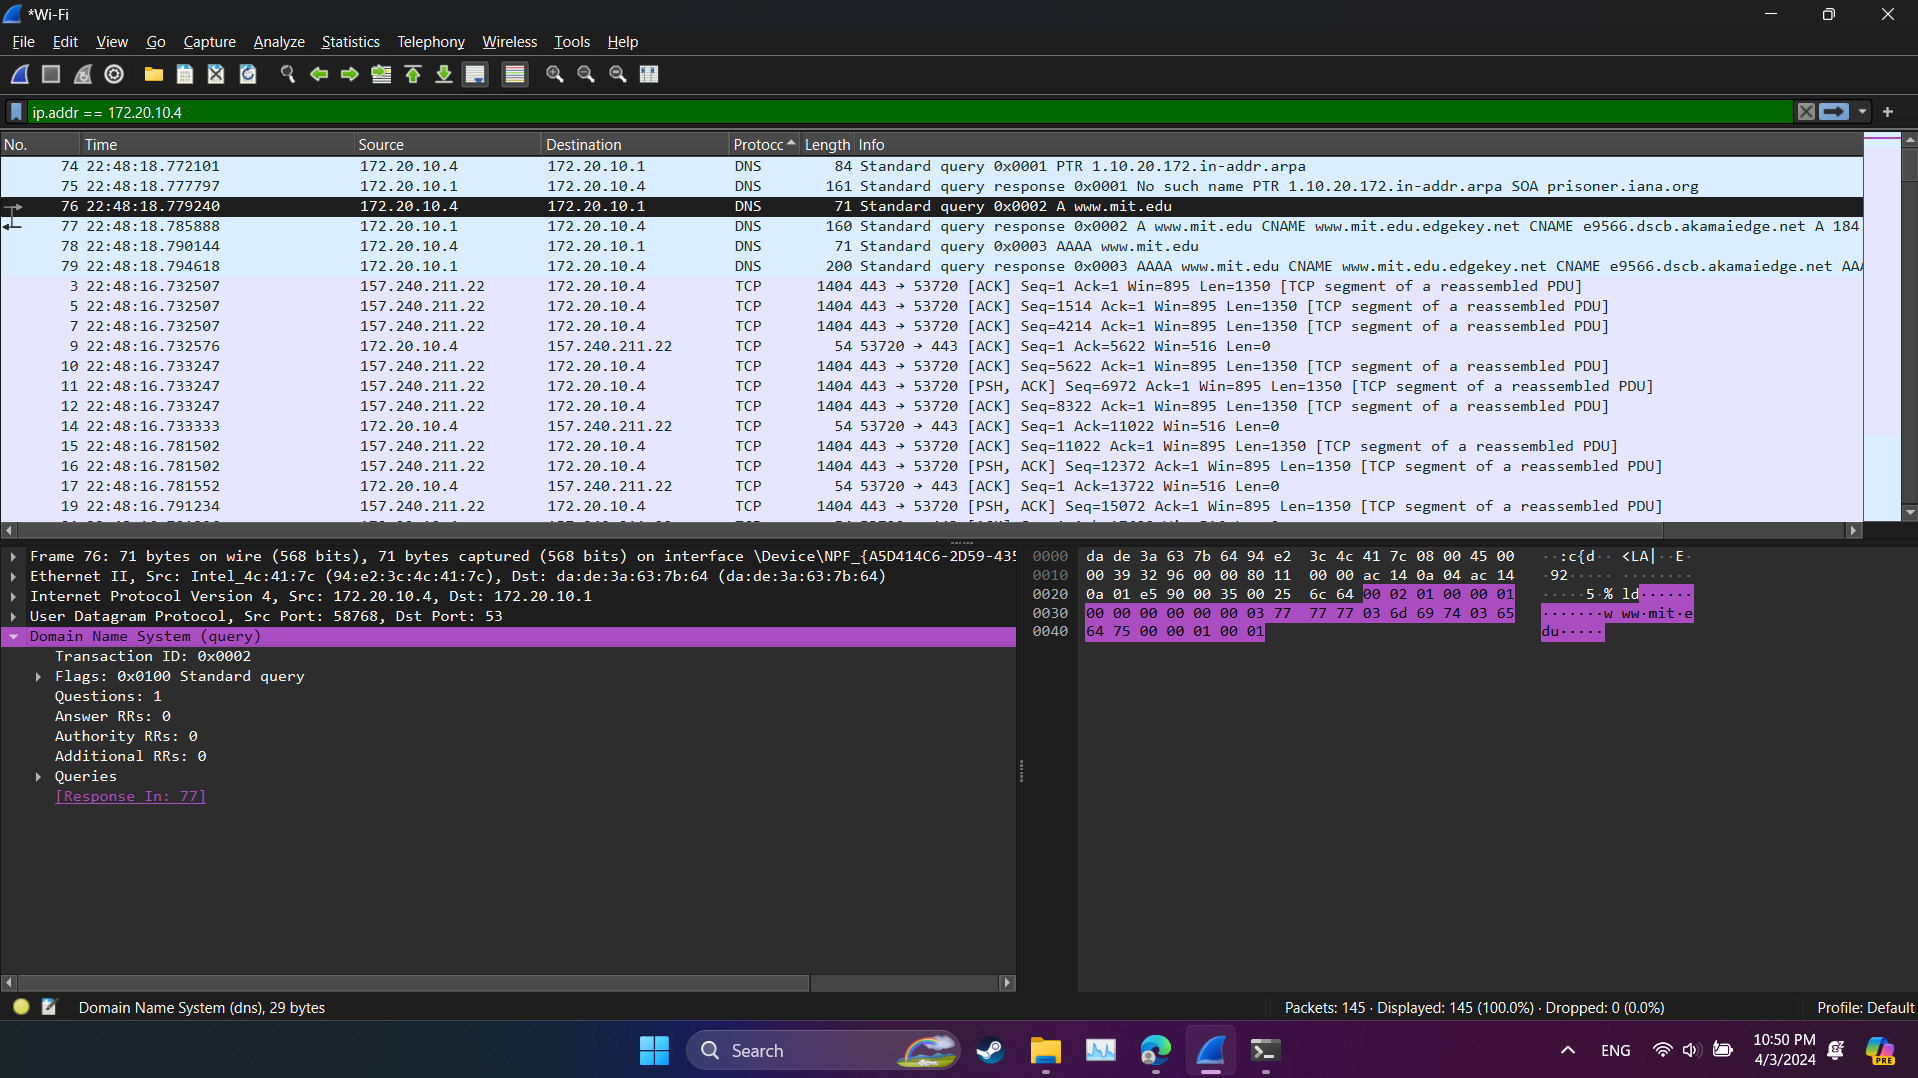 *Wi-Fi
File Edit View Go Capture Analyze Statistics Telephony Wireless Tools Help
ip.addr == 172.20.10.4
No. Time Source Destination Protocc Length Info
74 22:48:18.772101 172.20.10.4 172.20.10.1 DNS 84 Standard query 0x0001 PTR 1.10.20.172.in-addr.arpa
75 22:48:18.777797 172.20.10.1 172.20.10.4 DNS 161 Standard query response 0x0001 No such name PTR 1.10.20.172.in-addr.arpa SOA prisoner.iana.org
76 22:48:18.779240 172.20.10.4 172.20.10.1 DNS 71 Standard query 0x0002 A www.mit.edu
77 22:48:18.785888 172.20.10.1 172.20.10.4 DNS 160 Standard query response 0x0002 A www.mit.edu CNAME www.mit.edu.edgekey.net CNAME e9566.dscb.akamaiedge.net A 184
78 22:48:18.790144 172.20.10.4 172.20.10.1 DNS 71 Standard query 0x0003 AAAA www.mit.edu
79 22:48:18.794618 172.20.10.1 172.20.10.4 DNS 200 Standard query response 0x0003 AAAA www.mit.edu CNAME www.mit.edu.edgekey.net CNAME e9566.dscb.akamaiedge.net AAA
3 22:48:16.732507 157.240.211.22 172.20.10.4 TCP 1404 443 → 53720 [ACK] Seq=1 Ack=1 Win=895 Len=1350 [TCP segment of a reassembled PDU]
5 22:48:16.732507 157.240.211.22 172.20.10.4 TCP 1404 443 → 53720 [ACK] Seq=1514 Ack=1 Win=895 Len=1350 [TCP segment of a reassembled PDU]
7 22:48:16.732507 157.240.211.22 172.20.10.4 TCP 1404 443 → 53720 [ACK] Seq=4214 Ack=1 Win=895 Len=1350 [TCP segment of a reassembled PDU]
9 22:48:16.732576 172.20.10.4 157.240.211.22 TCP 54 53720 → 443 [ACK] Seq=1 Ack=5622 Win=516 Len=0
10 22:48:16.733247 157.240.211.22 172.20.10.4 TCP 1404 443 → 53720 [ACK] Seq=5622 Ack=1 Win=895 Len=1350 [TCP segment of a reassembled PDU]
11 22:48:16.733247 157.240.211.22 172.20.10.4 TCP 1404 443 → 53720 [PSH, ACK] Seq=6972 Ack=1 Win=895 Len=1350 [TCP segment of a reassembled PDU]
12 22:48:16.733247 157.240.211.22 172.20.10.4 TCP 1404 443 → 53720 [ACK] Seq=8322 Ack=1 Win=895 Len=1350 [TCP segment of a reassembled PDU]
14 22:48:16.733333 172.20.10.4 157.240.211.22 TCP 54 53720 → 443 [ACK] Seq=1 Ack=11022 Win=516 Len=0
15 22:48:16.781502 157.240.211.22 172.20.10.4 TCP 1404 443 → 53720 [ACK] Seq=11022 Ack=1 Win=895 Len=1350 [TCP segment of a reassembled PDU]
16 22:48:16.781502 157.240.211.22 172.20.10.4 TCP 1404 443 → 53720 [PSH, ACK] Seq=12372 Ack=1 Win=895 Len=1350 [TCP segment of a reassembled PDU]
17 22:48:16.781552 172.20.10.4 157.240.211.22 TCP 54 53720 → 443 [ACK] Seq=1 Ack=13722 Win=516 Len=0
19 22:48:16.791234 157.240.211.22 172.20.10.4 TCP 1404 443 → 53720 [PSH, ACK] Seq=15072 Ack=1 Win=895 Len=1350 [TCP segment of a reassembled PDU]
Frame 76: 71 bytes on wire (568 bits), 71 bytes captured (568 bits) on interface \Device\NPF_{A5D414C6-2D59-435
Ethernet II, Src: Intel_4c:41:7c (94:e2:3c:4c:41:7c), Dst: da:de:3a:63:7b:64 (da:de:3a:63:7b:64)
Internet Protocol Version 4, Src: 172.20.10.4, Dst: 172.20.10.1
User Datagram Protocol, Src Port: 58768, Dst Port: 53
Domain Name System (query)
Transaction ID: 0x0002
Flags: 0x0100 Standard query
Questions: 1
Answer RRs: 0
Authority RRs: 0
Additional RRs: 0
Queries
[Response In: 77]
0000 da de 3a 63 7b 64 94 e2 3c 4c 41 7c 08 00 45 00 ··:c{d·· <LA|··E·
0010 00 39 32 96 00 00 80 11 00 00 ac 14 0a 04 ac 14 ·92····· ········
0020 0a 01 e5 90 00 35 00 25 6c 64 00 02 01 00 00 01 ·····5·% ld······
0030 00 00 00 00 00 00 03 77 77 77 03 6d 69 74 03 65 ·······w ww·mit·e
0040 64 75 00 00 01 00 01 du·····
Domain Name System (dns), 29 bytes
Packets: 145 · Displayed: 145 (100.0%) · Dropped: 0 (0.0%)
Profile: Default
Search
ENG
10:50 PM
4/3/2024
PRE